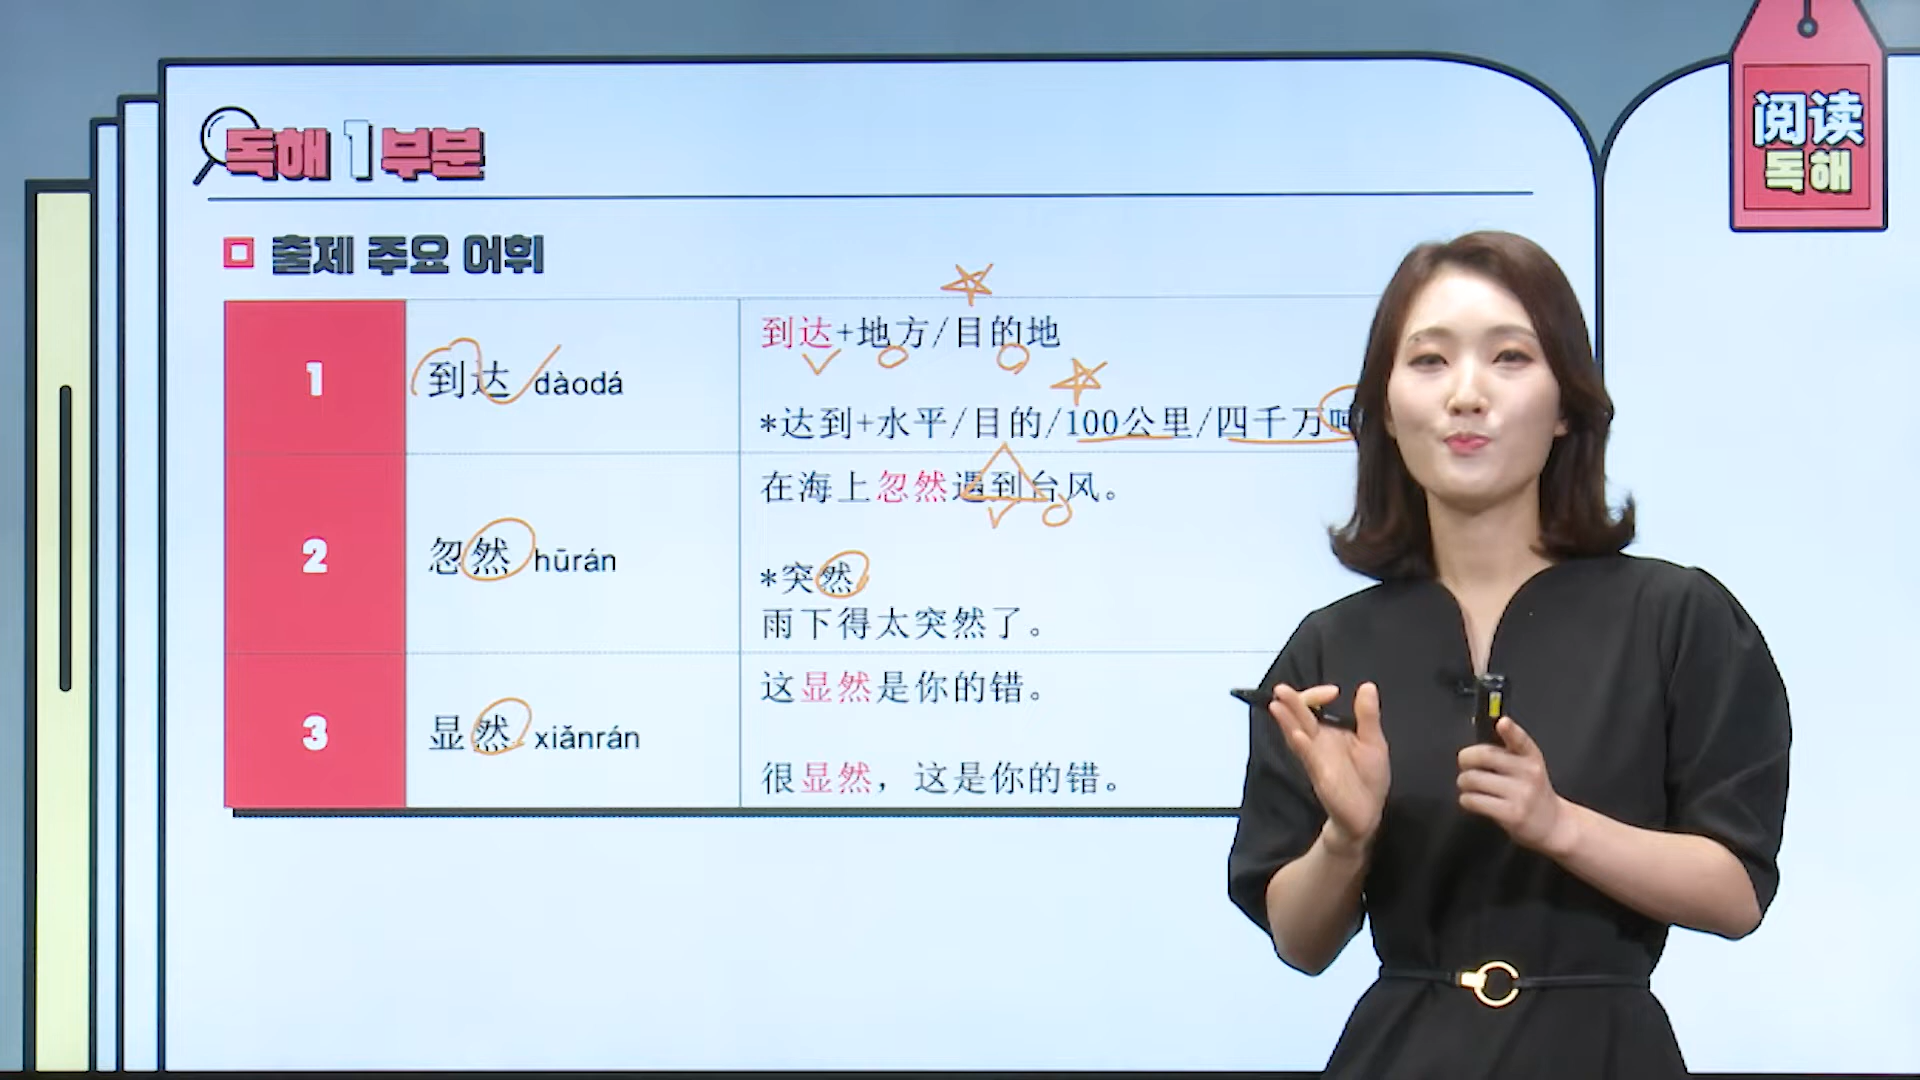 독해 1 부분
阅读
독해
출제 주요 어휘
1
到达 dàodá
到达+地方/目的地
*达到+水平/目的/100公里/四千万
2
忽然 hūrán
在海上忽然遇到台风。
*突然
雨下得太突然了。
3
显然 xiǎnrán
这显然是你的错。
很显然，这是你的错。